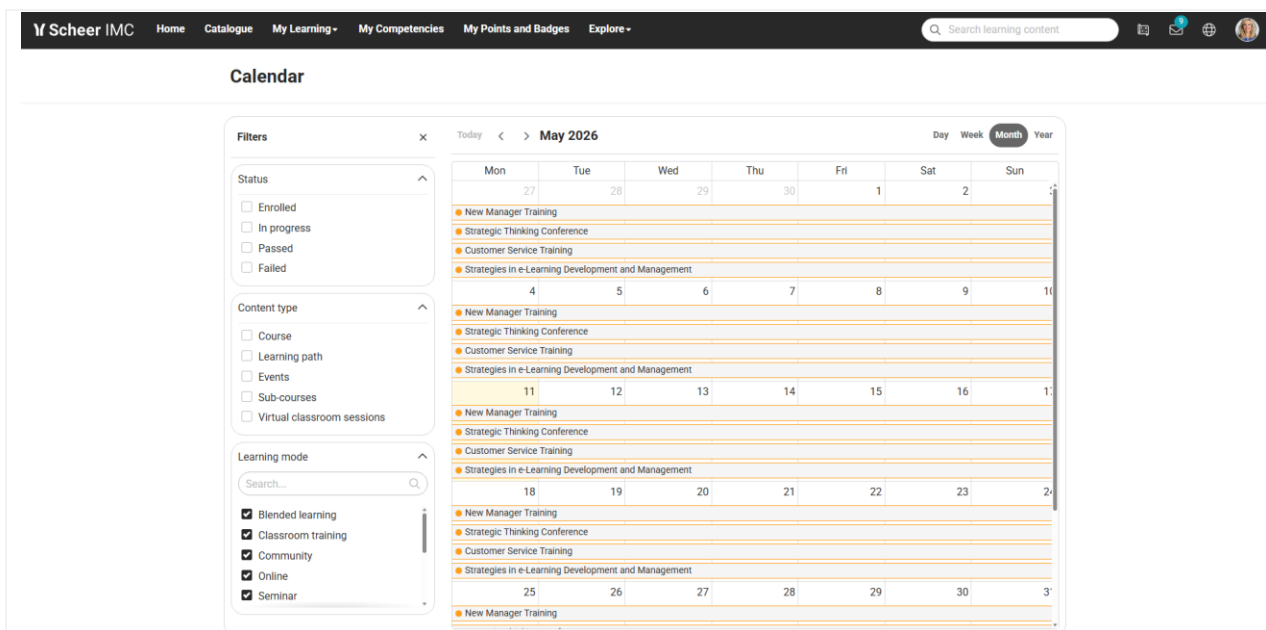 Scheer IMC Home Catalogue My Learning My Competencies My Points and Badges Explore Search learning content 9
Calendar
Filters
Status
Enrolled
In progress
Passed
Failed
Content type
Course
Learning path
Events
Sub-courses
Virtual classroom sessions
Learning mode
Search...
Blended learning
Classroom training
Community
Online
Seminar
Today May 2026 Day Week Month Year
Mon Tue Wed Thu Fri Sat Sun
27 28 29 30 1 2
New Manager Training
Strategic Thinking Conference
Customer Service Training
Strategies in e-Learning Development and Management
4 5 6 7 8 9 10
New Manager Training
Strategic Thinking Conference
Customer Service Training
Strategies in e-Learning Development and Management
11 12 13 14 15 16
New Manager Training
Strategic Thinking Conference
Customer Service Training
Strategies in e-Learning Development and Management
18 19 20 21 22 23
New Manager Training
Strategic Thinking Conference
Customer Service Training
Strategies in e-Learning Development and Management
25 26 27 28 29 30
New Manager Training